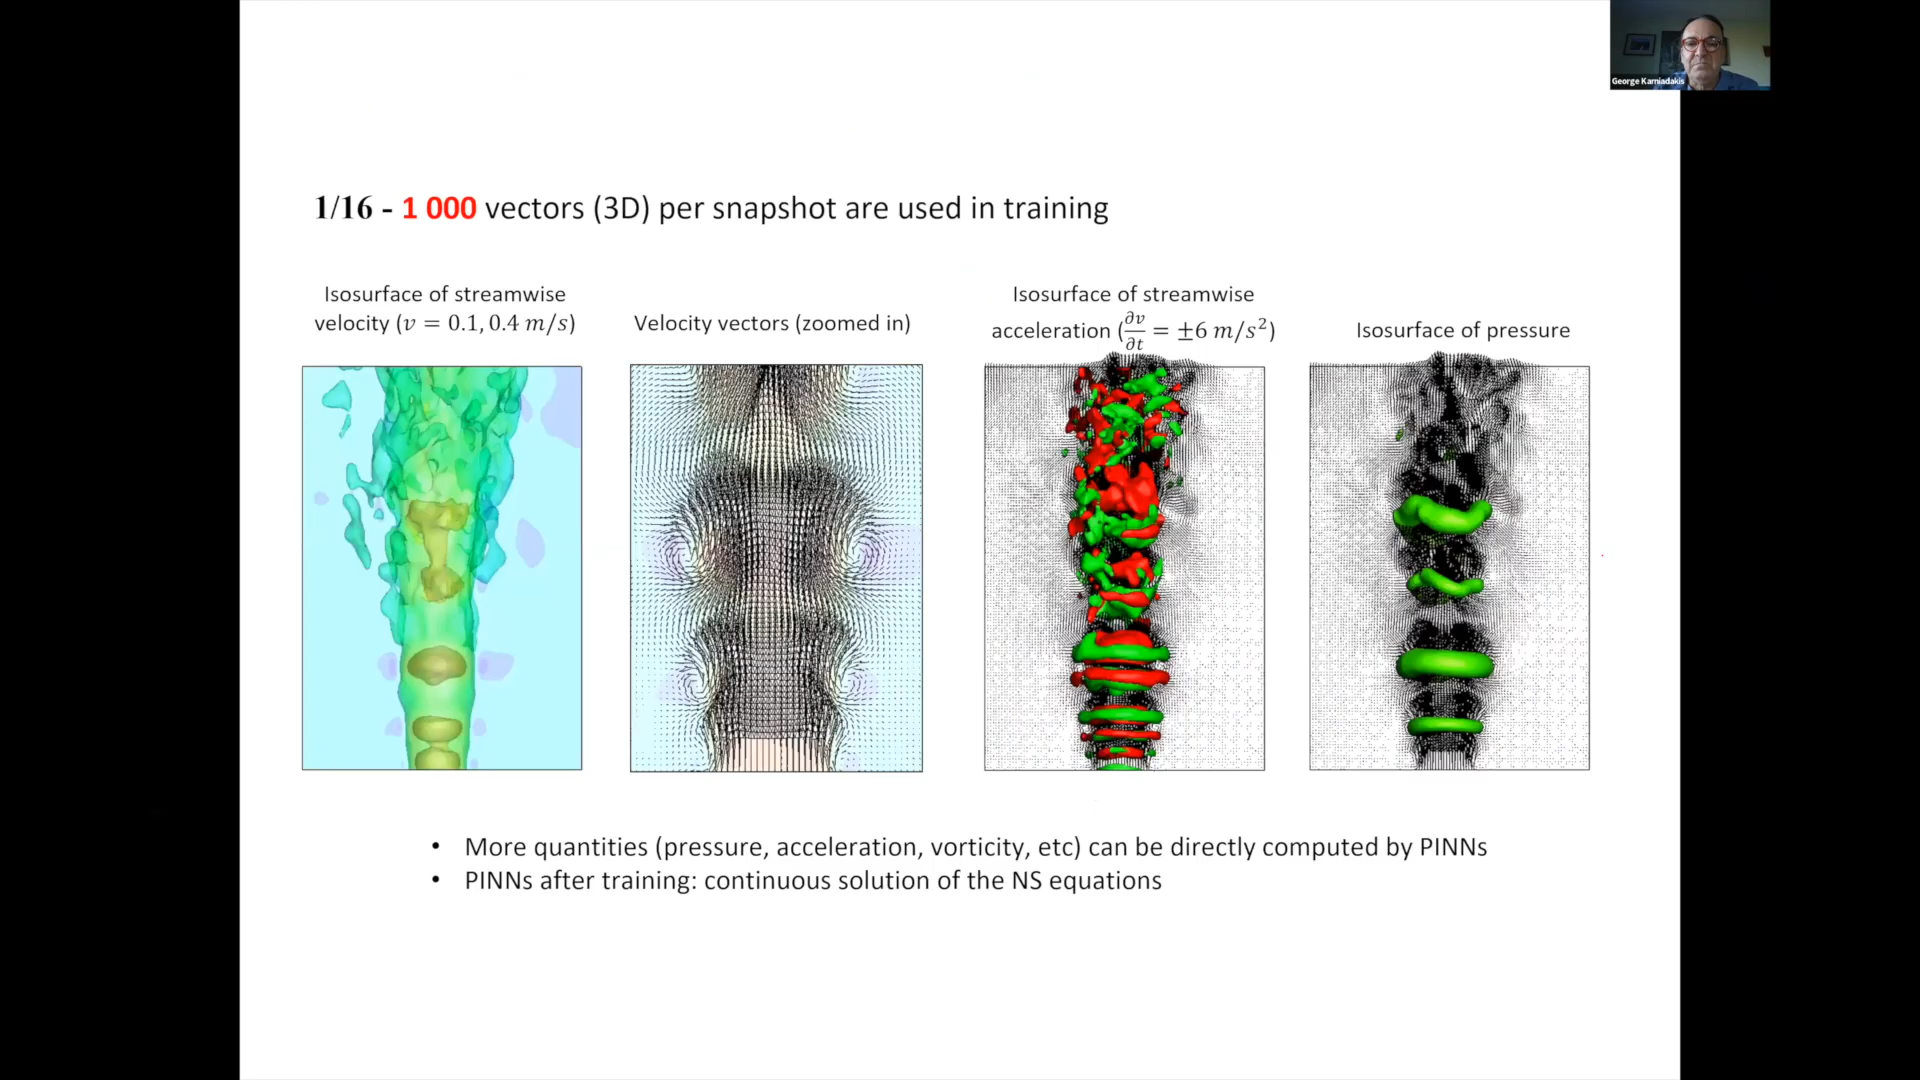 George Karniadakis
1/16 - 1 000 vectors (3D) per snapshot are used in training
Isosurface of streamwise
velocity (v = 0.1, 0.4 m/s)
Velocity vectors (zoomed in)
Isosurface of streamwise
acceleration (∂v/∂t = ±6 m/s²)
Isosurface of pressure
• More quantities (pressure, acceleration, vorticity, etc) can be directly computed by PINNs
• PINNs after training: continuous solution of the NS equations